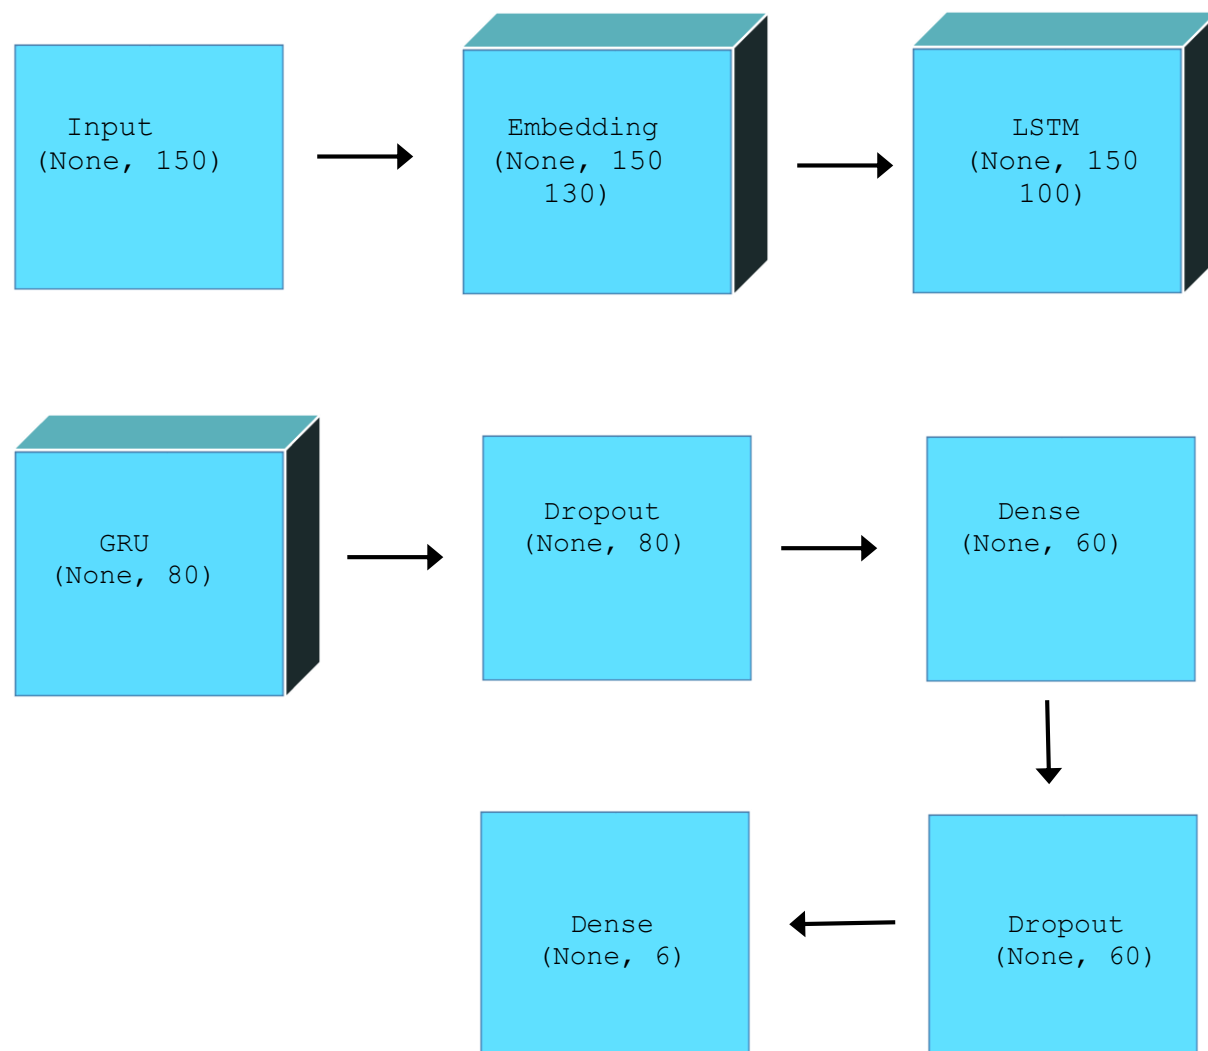 Input
(None, 150)
Embedding
(None, 150
130)
LSTM
(None, 150
100)
GRU
(None, 80)
Dropout
(None, 80)
Dense
(None, 60)
Dropout
(None, 60)
Dense
(None, 6)